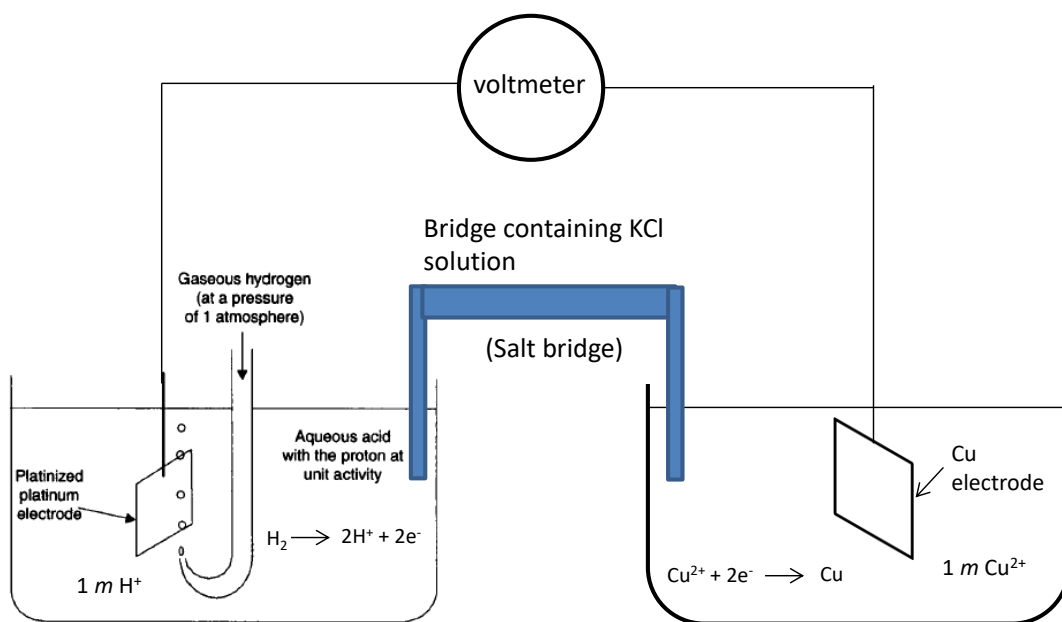 voltmeter
Bridge containing KCl
solution
(Salt bridge)
Gaseous hydrogen
(at a pressure
of 1 atmosphere)
Aqueous acid
with the proton at
unit activity
Platinized
platinum
electrode
H₂ → 2H⁺ + 2e⁻
1 m H⁺
Cu
electrode
Cu²⁺ + 2e⁻ → Cu
1 m Cu²⁺